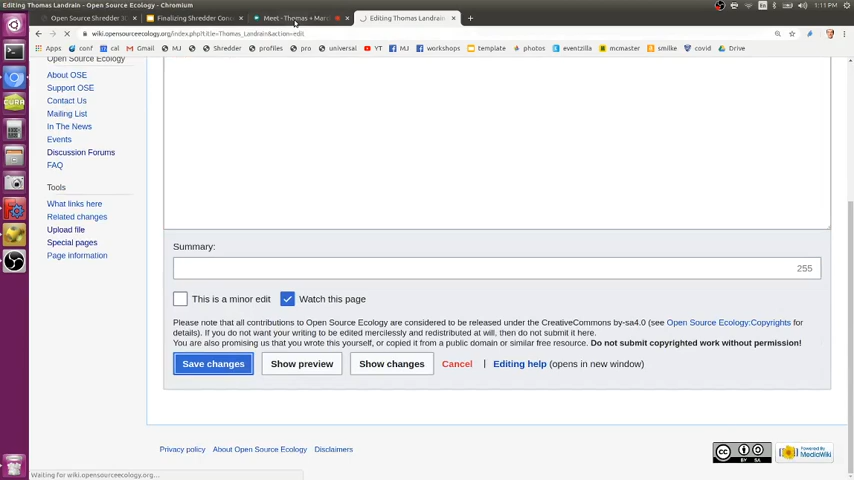 Editing Thomas Landrain - Open Source Ecology - Chromium
En
1:11 PM
Open Source Shredder 30
Finalizing Shredder Conc
Meet - Thomas + Marc
Editing Thomas Landrain
wiki.opensourceecology.org/index.php?title=Thomas_Landrain&action=edit
Apps conf cal Gmail MJ Shredder profiles pro universal YT MJ workshops template photos eventzilla mcmaster smilke covid Drive
Open Source Ecology
About OSE
Support OSE
Contact Us
Mailing List
In The News
Events
Discussion Forums
FAQ
Tools
What links here
Related changes
Upload file
Special pages
Page information
Summary:
255
This is a minor edit
Watch this page
Please note that all contributions to Open Source Ecology are considered to be released under the CreativeCommons by-sa4.0 (see Open Source Ecology:Copyrights for
details). If you do not want your writing to be edited mercilessly and redistributed at will, then do not submit it here.
You are also promising us that you wrote this yourself, or copied it from a public domain or similar free resource. Do not submit copyrighted work without permission!
Save changes
Show preview
Show changes
Cancel
|
Editing help (opens in new window)
Privacy policy
About Open Source Ecology
Disclaimers
Powered By
MediaWiki
Waiting for wiki.opensourceecology.org...
CURA